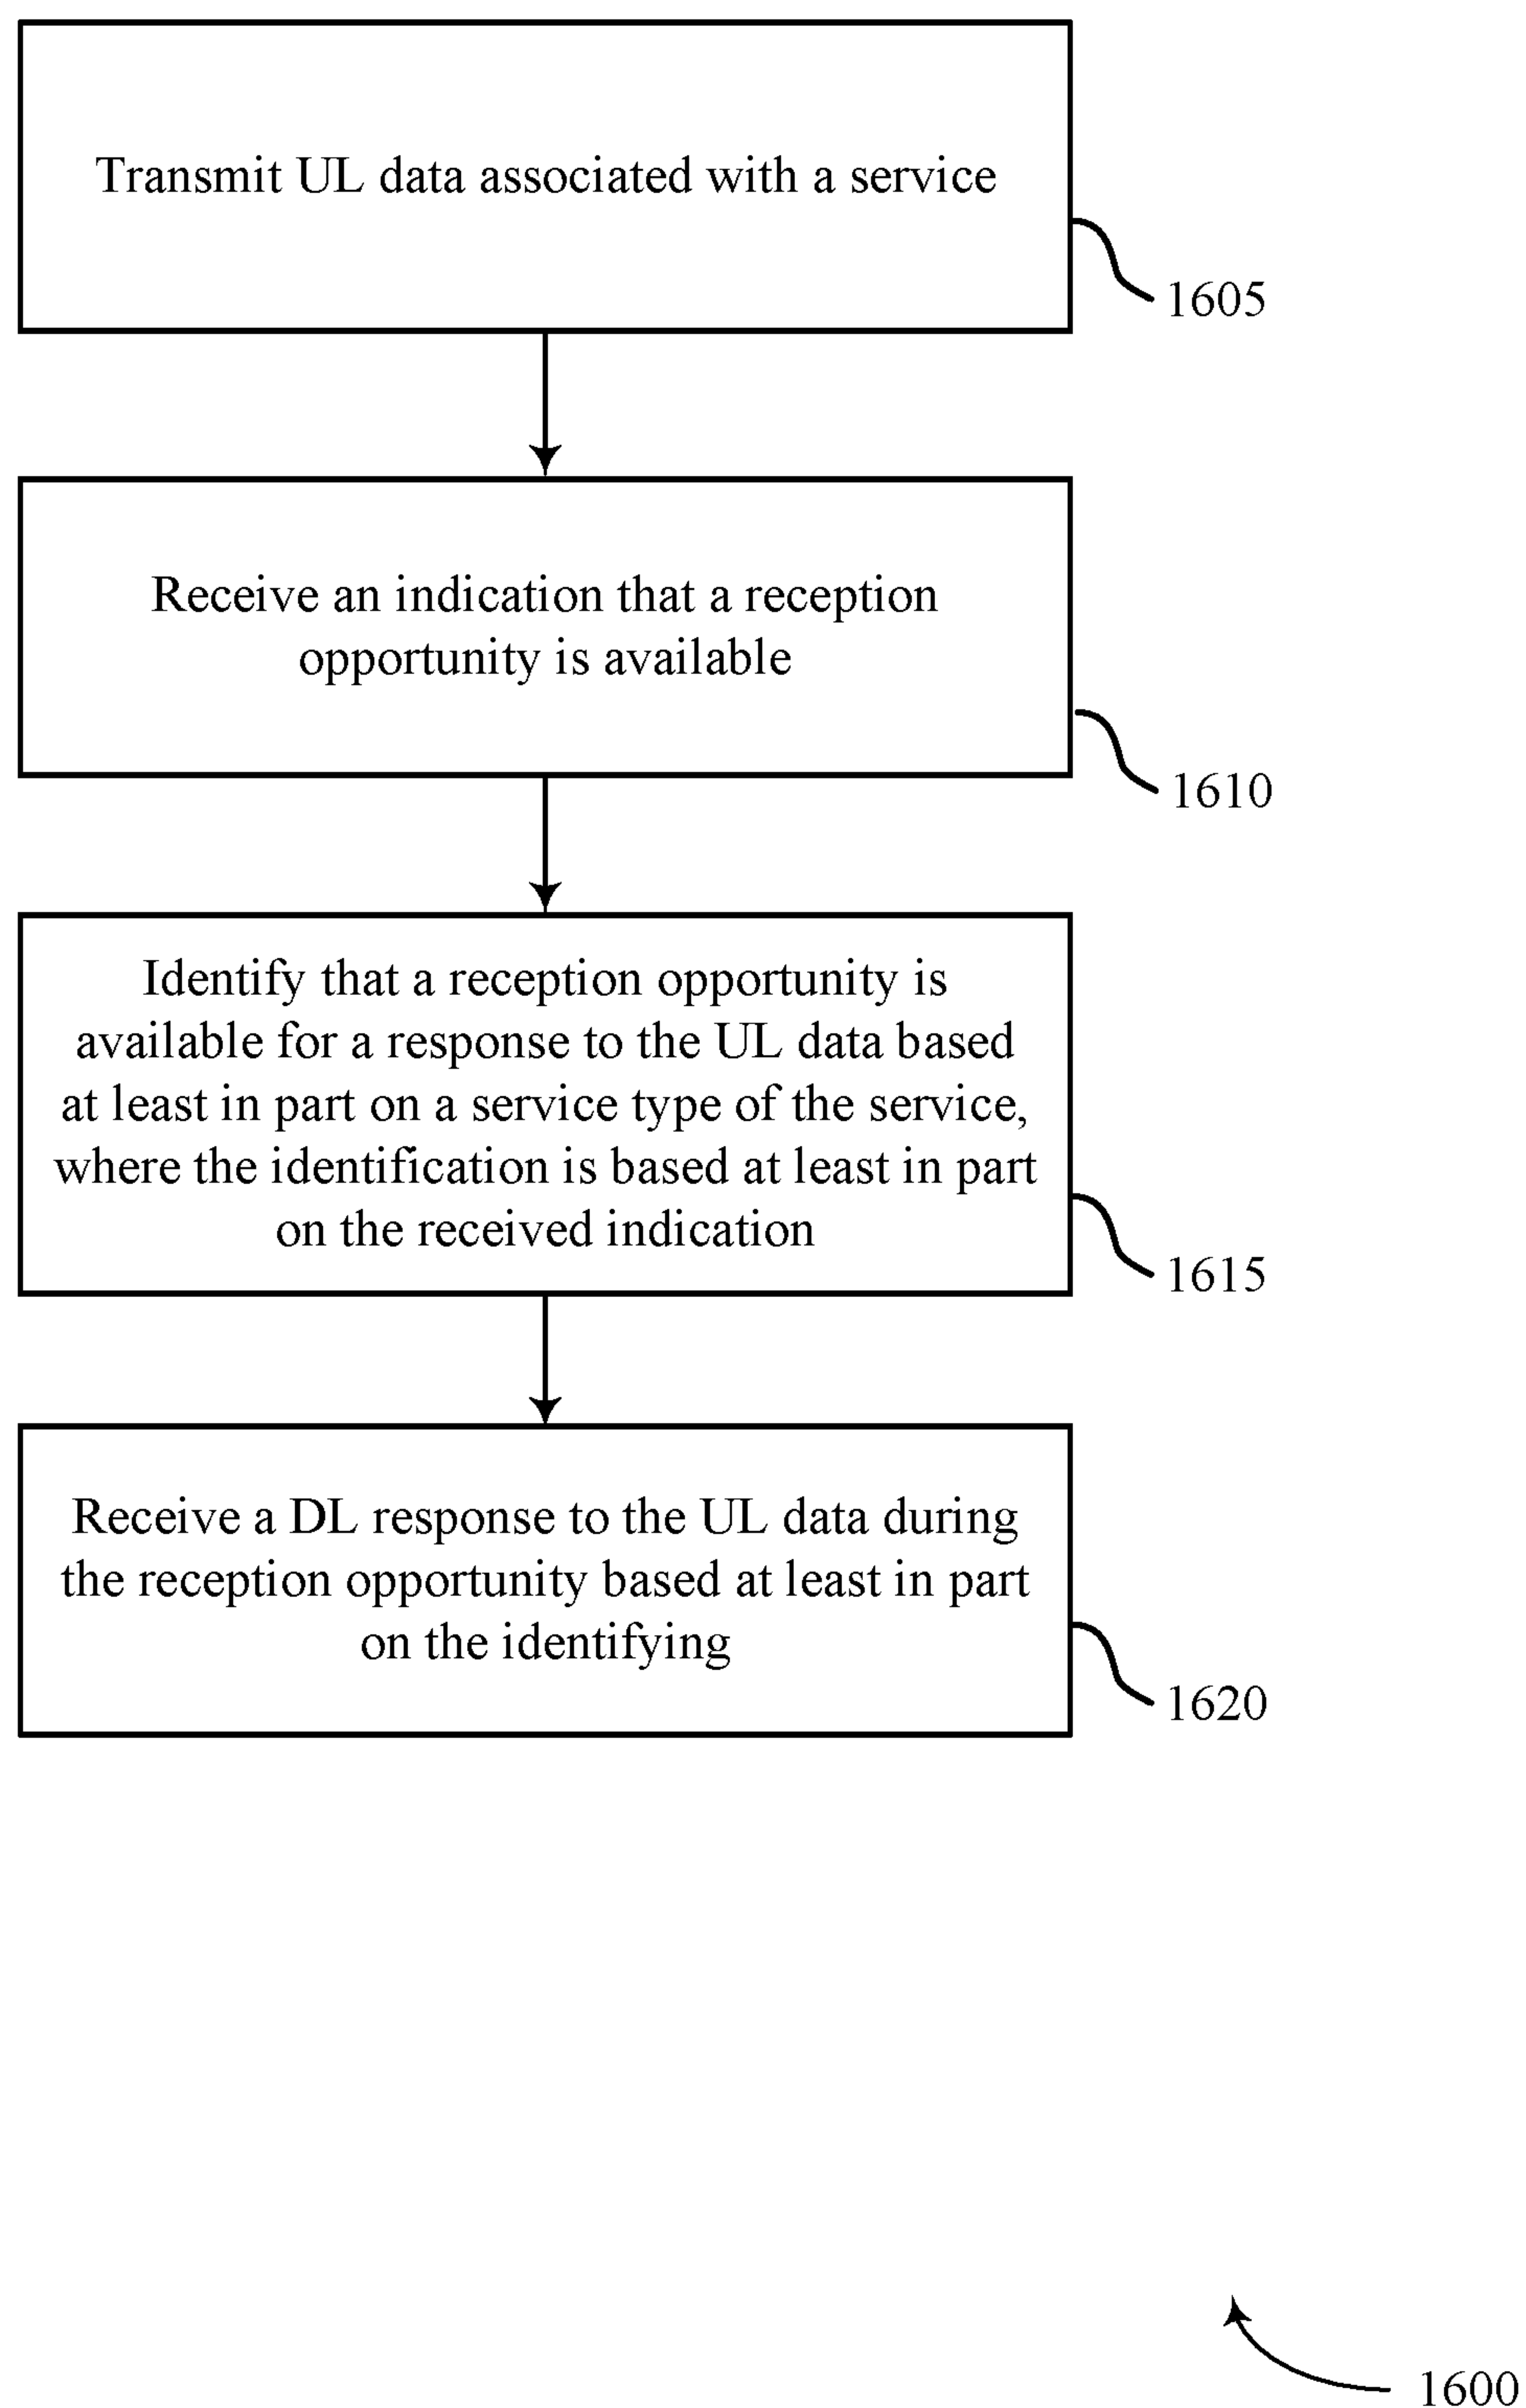 Transmit UL data associated with a service
1605
Receive an indication that a reception
opportunity is available
1610
Identify that a reception opportunity is
available for a response to the UL data based
at least in part on a service type of the service,
where the identification is based at least in part
on the received indication
1615
Receive a DL response to the UL data during
the reception opportunity based at least in part
on the identifying
1620
1600